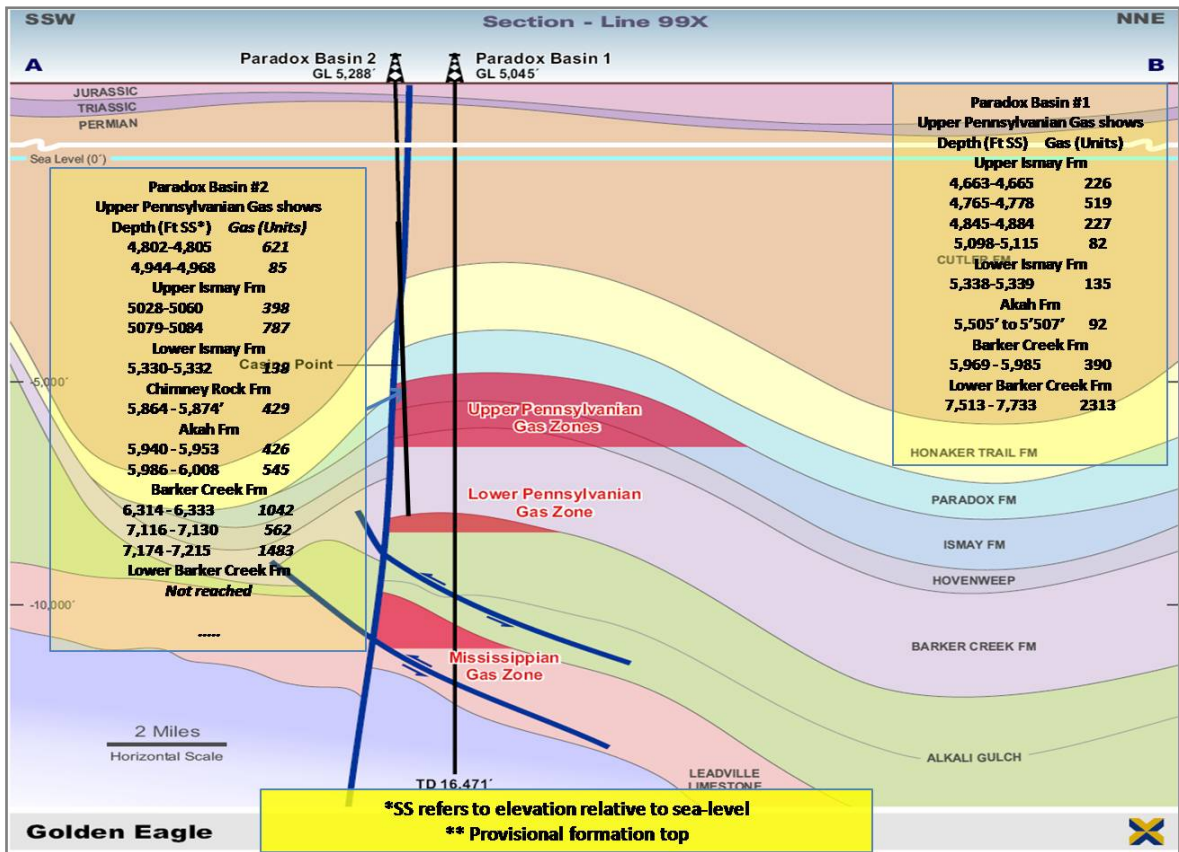 SSW
Section - Line 99X
NNE
A
Paradox Basin 2
GL 5,288´
Paradox Basin 1
GL 5,045´
B
JURASSIC
TRIASSIC
PERMIAN
Sea Level (0´)
Paradox Basin #2
Upper Pennsylvanian Gas shows
Depth (Ft SS*) Gas (Units)
4,802-4,805 621
4,944-4,968 85
Upper Ismay Fm
5028-5060 398
5079-5084 787
Lower Ismay Fm
5,330-5,332 138
Chimney Rock Fm
5,864 - 5,874’ 429
Akah Fm
5,940 - 5,953 426
5,986 - 6,008 545
Barker Creek Fm
6,314 - 6,333 1042
7,116 - 7,130 562
7,174 - 7,215 1483
Lower Barker Creek Fm
Not reached
.....
Paradox Basin #1
Upper Pennsylvanian Gas shows
Depth (Ft SS) Gas (Units)
Upper Ismay Fm
4,663-4,665 226
4,765-4,778 519
4,845-4,884 227
5,098-5,115 82
CUTLER FM
Lower Ismay Fm
5,338-5,339 135
Akah Fm
5,505’ to 5’507’ 92
Barker Creek Fm
5,969 - 5,985 390
Lower Barker Creek Fm
7,513 - 7,733 2313
Casing Point
-5,000´
-10,000´
Upper Pennsylvanian
Gas Zones
Lower Pennsylvanian
Gas Zone
Mississippian
Gas Zone
HONAKER TRAIL FM
PARADOX FM
ISMAY FM
HOVENWEEP
BARKER CREEK FM
ALKALI GULCH
LEADVILLE
LIMESTONE
2 Miles
Horizontal Scale
TD 16,471´
*SS refers to elevation relative to sea-level
** Provisional formation top
Golden Eagle